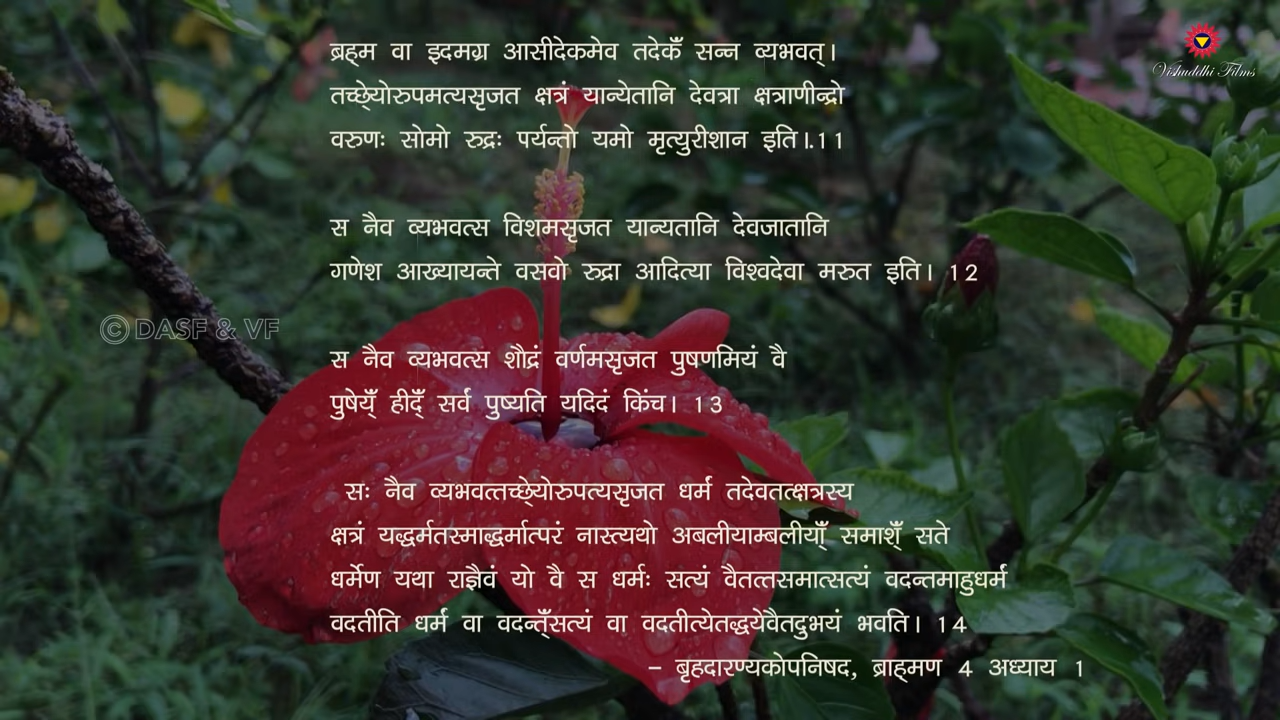 Vishuddhi Films
ब्रह्म वा इदमग्र आसीदेकमेव तदेकँ सन्न व्यभवत्।
तच्छ्रेयोरुपमत्यसृजत क्षत्रं यान्येतानि देवत्रा क्षत्राणीन्द्रो
वरुणः सोमो रुद्रः पर्यन्तो यमो मृत्युरीशान इति।.11
स नैव व्यभवत्स विशमसृजत यान्यतानि देवजातानि
गणेश आख्यायन्ते वसवो रुद्रा आदित्या विश्वदेवा मरुत इति। 12
© DASF & VF
स नैव व्यभवत्स शौद्रं वर्णमसृजत पुषणमियं वै
पुषेयँ हीदँ सर्वं पुष्यति यदिदं किंच। 13
सः नैव व्यभवत्तच्छ्रेयोरुपत्यसृजत धर्मं तदेवतत्क्षत्रस्य
क्षत्रं यद्धर्मतस्माद्धर्मात्परं नास्त्यथो अबलीयाम्बलीयाँ् समाशँ् सते
धर्मेण यथा राज्ञैवं यो वै स धर्मः सत्यं वैतत्तसमात्सत्यं वदन्तमाहुधर्मं
वदतीति धर्मं वा वदन्तँ्सत्यं वा वदतीत्येतद्धयेवैतदुभयं भवति। 14
– बृहदारण्यकोपनिषद, ब्राह्मण 4 अध्याय 1